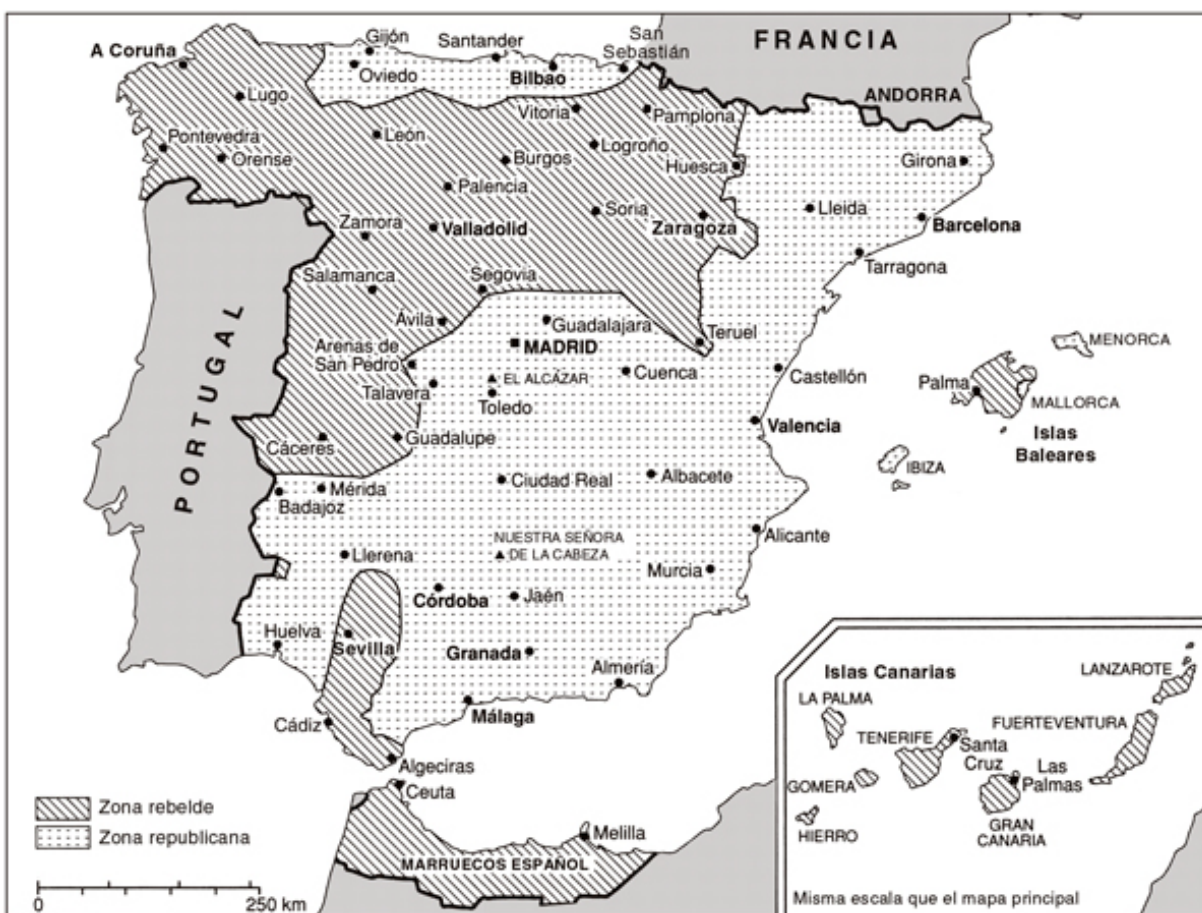 FRANCIA
ANDORRA
PORTUGAL
A Coruña
Gijón
Oviedo
Santander
Bilbao
San
Sebastián
Lugo
Pontevedra
Orense
León
Vitoria
Pamplona
Logroño
Burgos
Huesca
Girona
Palencia
Soria
Zaragoza
Lleida
Barcelona
Zamora
Valladolid
Tarragona
Salamanca
Segovia
Ávila
Guadalajara
MADRID
Teruel
Arenas de
San Pedro
EL ALCÁZAR
Cuenca
Castellón
Talavera
Toledo
MENORCA
Palma
MALLORCA
Islas
Baleares
IBIZA
Valencia
Cáceres
Guadalupe
Ciudad Real
Albacete
Badajoz
Mérida
Alicante
NUESTRA SEÑORA
DE LA CABEZA
Llerena
Murcia
Córdoba
Jaén
Huelva
Sevilla
Granada
Almería
Cádiz
Málaga
Algeciras
Ceuta
Melilla
MARRUECOS ESPAÑOL
Zona rebelde
Zona republicana
0 250 km
Islas Canarias
LANZAROTE
LA PALMA
FUERTEVENTURA
TENERIFE
Santa
Cruz
GOMERA
Las
Palmas
HIERRO
GRAN
CANARIA
Misma escala que el mapa principal